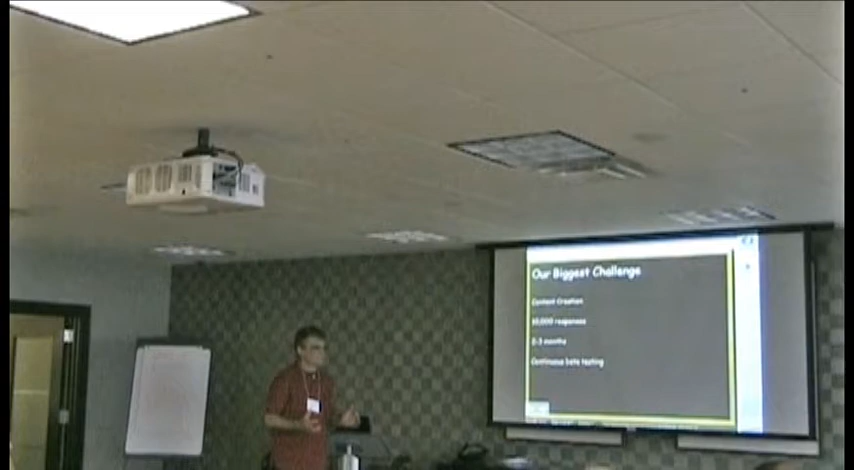 Our Biggest Challenge
Content Creation
10,000 responses
2-3 months
Continuous beta testing